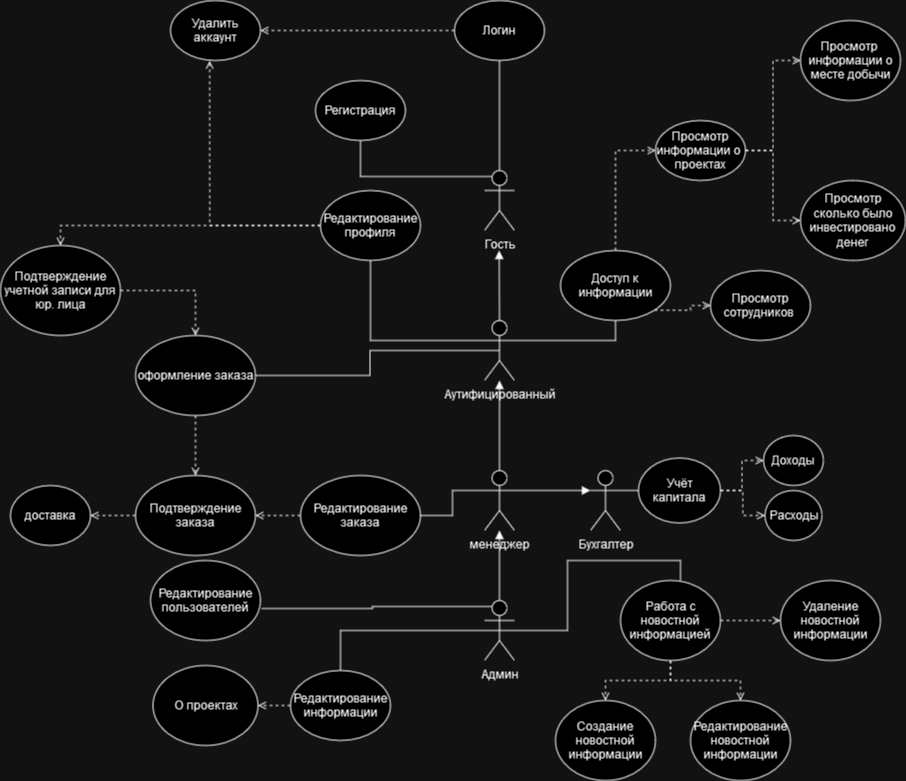 Удалить
аккаунт
Логин
Просмотр
информации о
месте добычи
Регистрация
Просмотр
информации о
проектах
Просмотр
сколько было
инвестировано
денег
Редактирование
профиля
Гость
Подтверждение
учетной записи для
юр. лица
Доступ к
информации
Просмотр
сотрудников
оформление заказа
Аутифицированный
Доходы
Учёт
капитала
Расходы
доставка
Подтверждение
заказа
Редактирование
заказа
менеджер
Бухгалтер
Редактирование
пользователей
Работа с
новостной
информацией
Удаление
новостной
информации
Админ
О проектах
Редактирование
информации
Создание
новостной
информации
Редактирование
новостной
информации